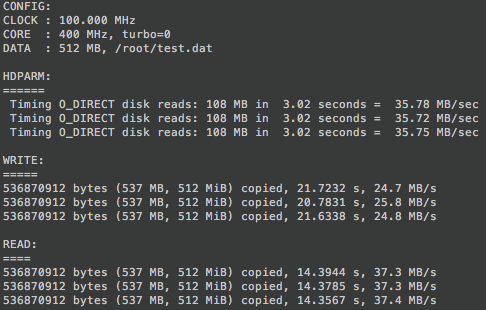 CONFIG:
CLOCK : 100.000 MHz
CORE  : 400 MHz, turbo=0
DATA  : 512 MB, /root/test.dat
HDPARM:
======
Timing O_DIRECT disk reads: 108 MB in  3.02 seconds =  35.78 MB/sec
Timing O_DIRECT disk reads: 108 MB in  3.02 seconds =  35.72 MB/sec
Timing O_DIRECT disk reads: 108 MB in  3.02 seconds =  35.75 MB/sec
WRITE:
=====
536870912 bytes (537 MB, 512 MiB) copied, 21.7232 s, 24.7 MB/s
536870912 bytes (537 MB, 512 MiB) copied, 20.7831 s, 25.8 MB/s
536870912 bytes (537 MB, 512 MiB) copied, 21.6338 s, 24.8 MB/s
READ:
====
536870912 bytes (537 MB, 512 MiB) copied, 14.3944 s, 37.3 MB/s
536870912 bytes (537 MB, 512 MiB) copied, 14.3785 s, 37.3 MB/s
536870912 bytes (537 MB, 512 MiB) copied, 14.3567 s, 37.4 MB/s